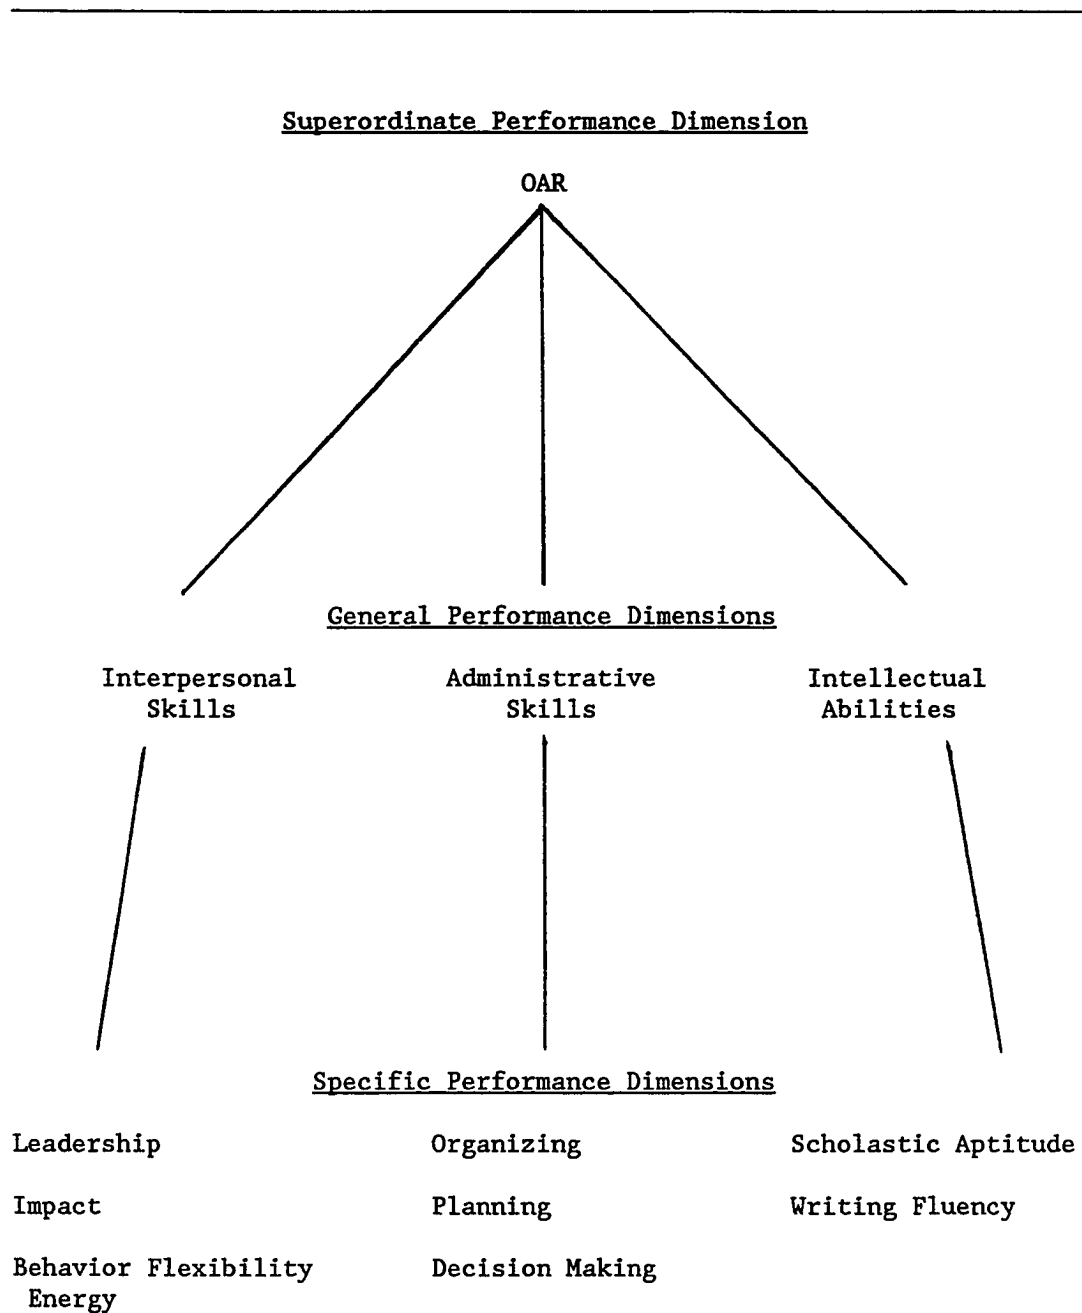 Superordinate Performance Dimension
OAR
General Performance Dimensions
Interpersonal Administrative Intellectual
Skills Skills Abilities
Specific Performance Dimensions
Leadership Organizing Scholastic Aptitude
Impact Planning Writing Fluency
Behavior Flexibility Decision Making
Energy